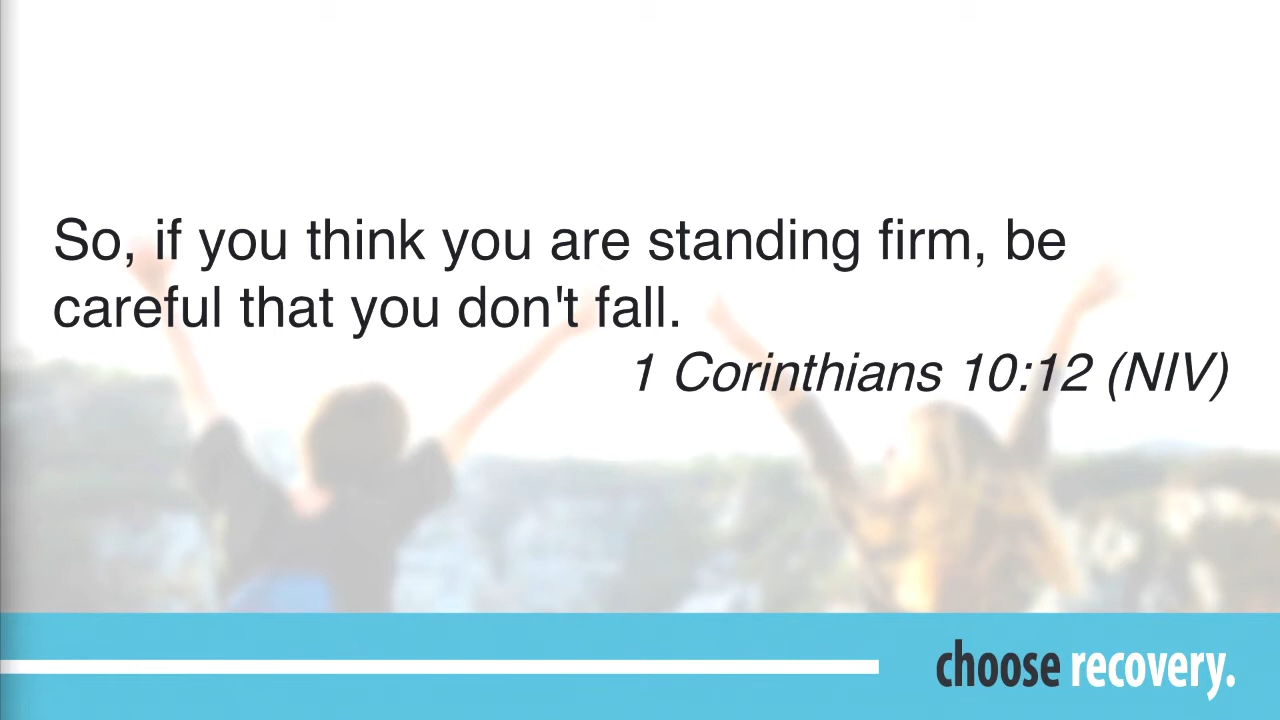 So, if you think you are standing firm, be
careful that you don't fall.
1 Corinthians 10:12 (NIV)
choose recovery.